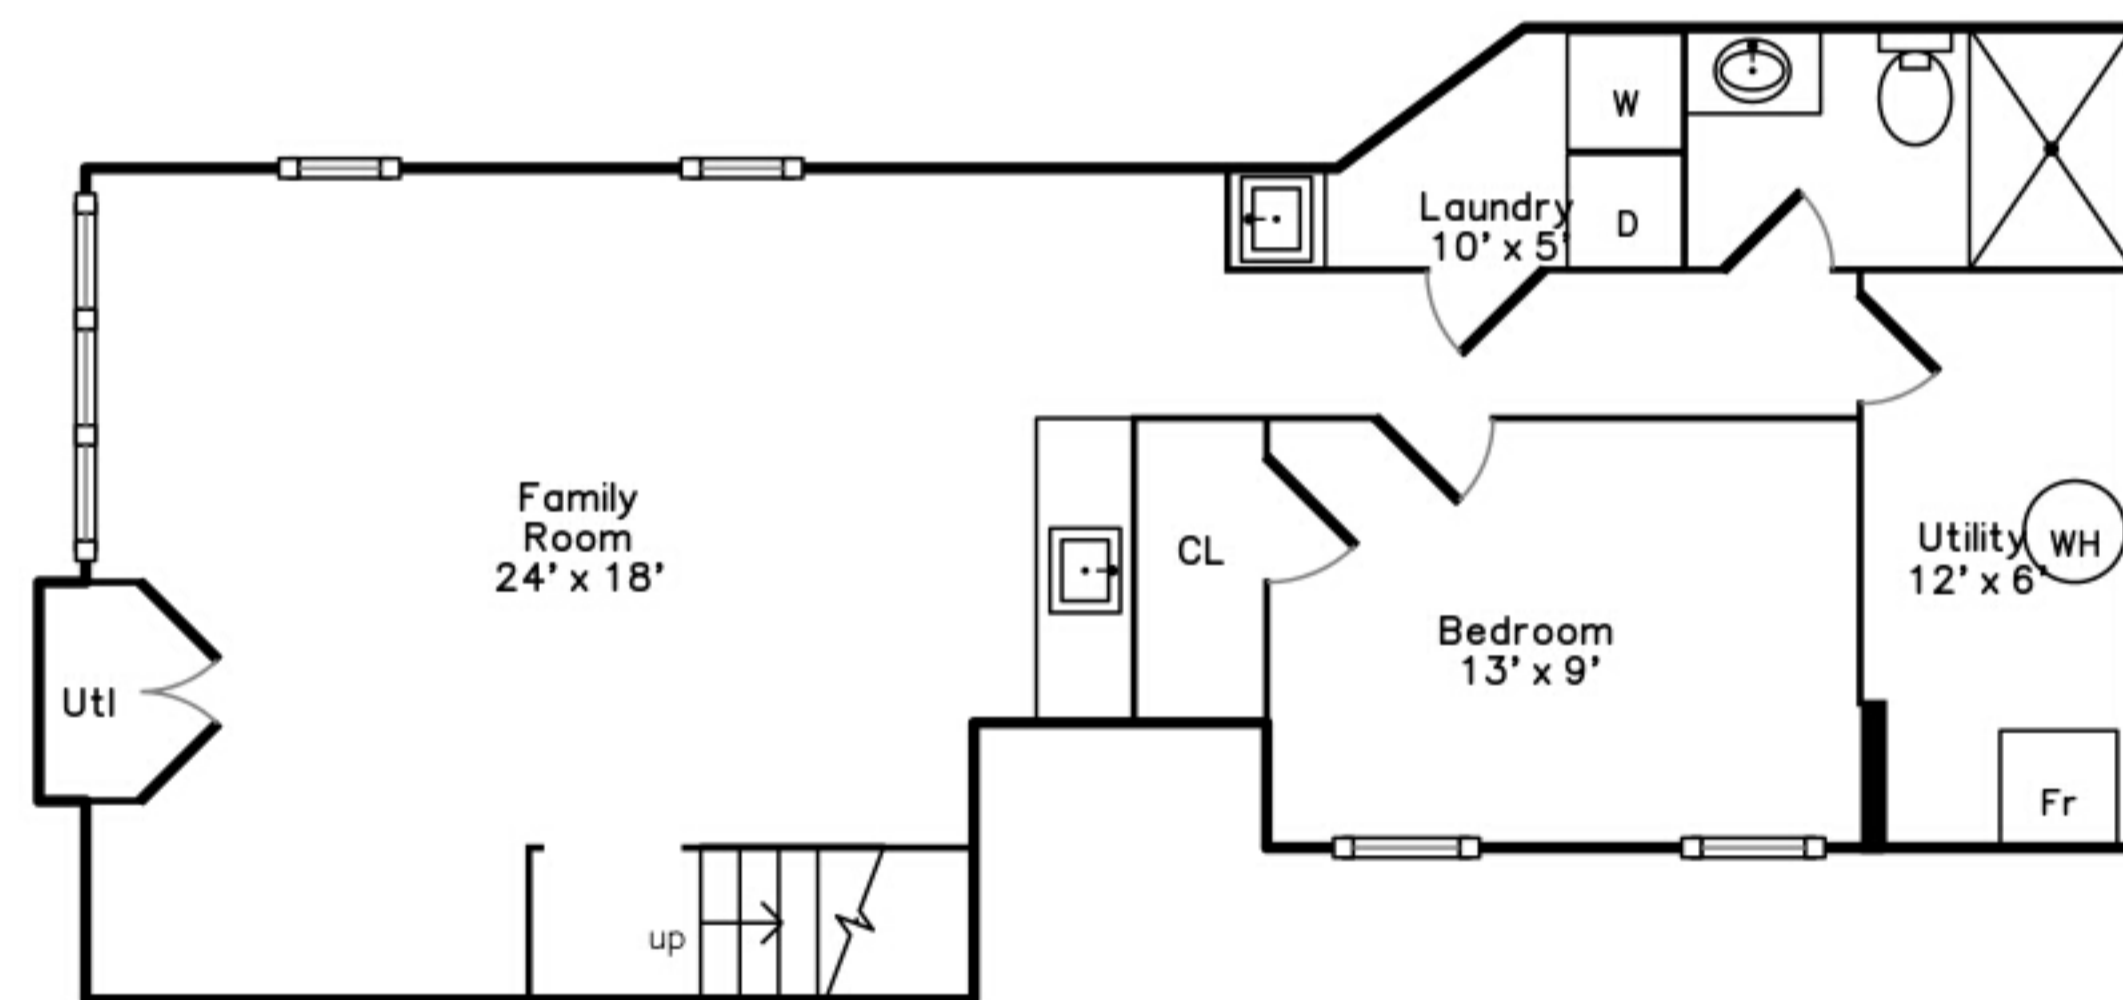 W
D
Laundry
10' x 5'
Family
Room
24' x 18'
CL
Utility
12' x 6'
WH
Bedroom
13' x 9'
Utl
Fr
up